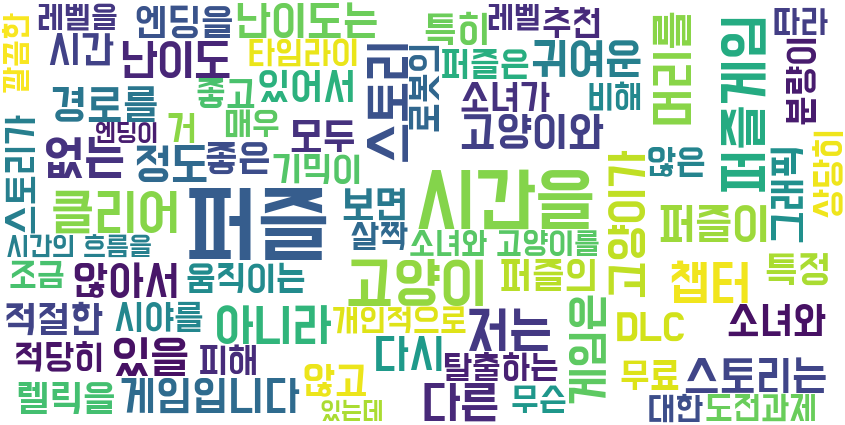 레벨을 엔딩을 난이도는 특히 레벨 추천 따라
깔끔한 시간 난이도 타임라이 스토리 로봇인 퍼즐은 귀여운 머리를 퍼즐게임 분량이
경로를 좋고 있어서 소녀가 비해
엔딩이 거 매우 모두 고양이와
스토리가 없는 정도 좋은 기믹이 않은 그래픽 상당히
클리어 퍼즐 보면 시간을 고양이가 퍼즐이
시간의 흐름을 살짝 소녀와 고양이를
조금 않아서 움직이는 고양이 퍼즐의 챕터 특정
적절한 시야를 아니라 개인적으로 저는 게임은 DLC 소녀와
적당히 있을 피해 다시 탈출하는 무료 스토리는
렐릭을 게임입니다 않고 있는데 다른 무슨 대한 도전과제